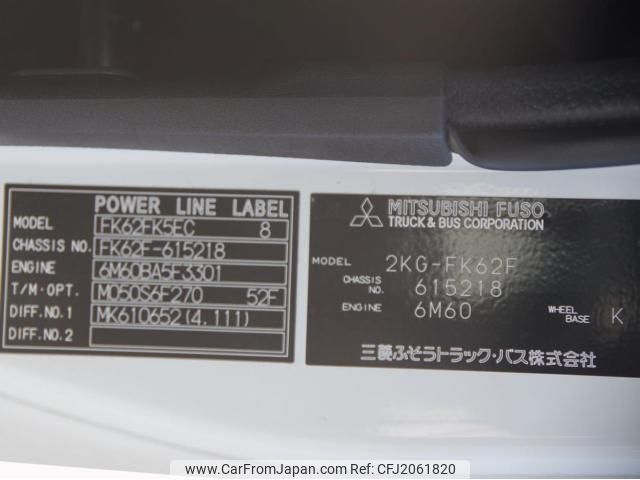 POWER LINE LABEL
MODEL FK62FK5EC 8
CHASSIS NO. FK62F-615218
ENGINE 6M60BA5F3301
T/M·OPT. M050S6F270 52F
DIFF.NO.1 MK610652(4.111)
DIFF.NO.2
MITSUBISHI FUSO
TRUCK & BUS CORPORATION
MODEL 2KG-FK62F
CHASSIS NO. 615218
ENGINE 6M60
WHEEL BASE K
三菱ふそうトラック・バス株式会社
www.CarFromJapan.com | © CarFromJapan | CFJ2061820